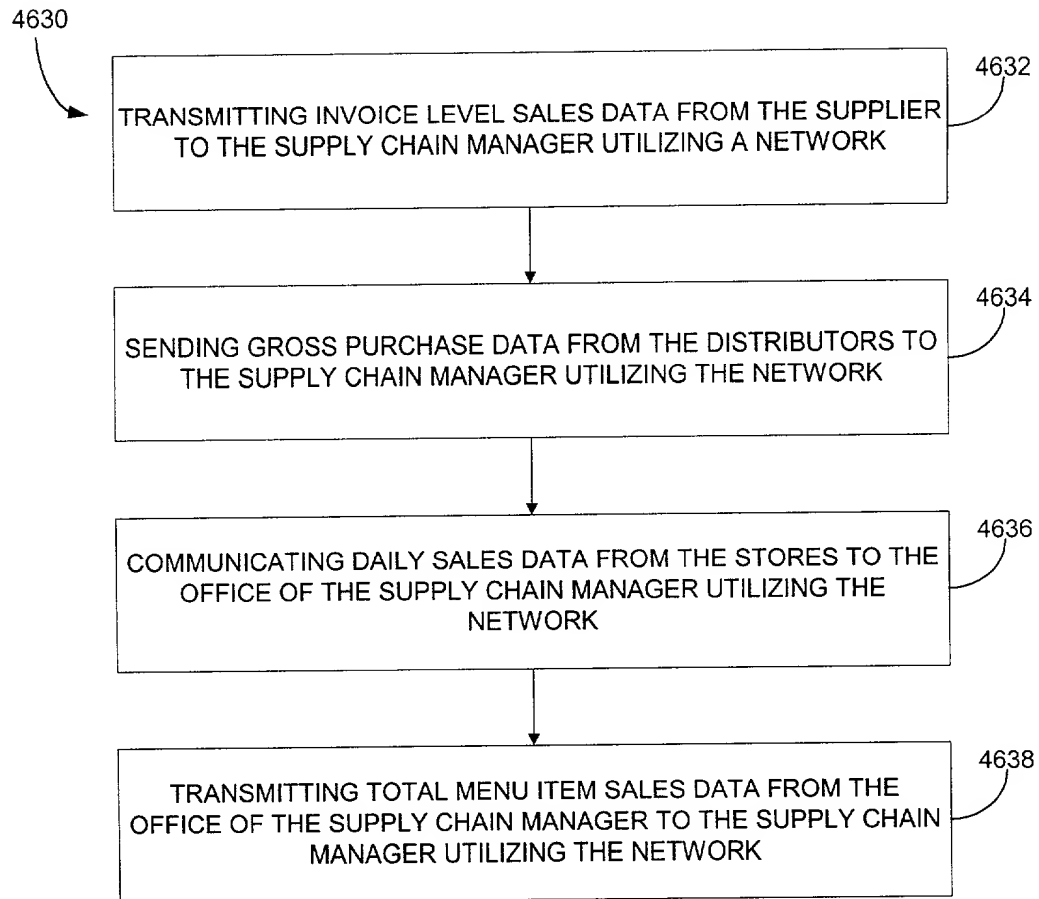 4630
4632
TRANSMITTING INVOICE LEVEL SALES DATA FROM THE SUPPLIER
TO THE SUPPLY CHAIN MANAGER UTILIZING A NETWORK
4634
SENDING GROSS PURCHASE DATA FROM THE DISTRIBUTORS TO
THE SUPPLY CHAIN MANAGER UTILIZING THE NETWORK
4636
COMMUNICATING DAILY SALES DATA FROM THE STORES TO THE
OFFICE OF THE SUPPLY CHAIN MANAGER UTILIZING THE
NETWORK
4638
TRANSMITTING TOTAL MENU ITEM SALES DATA FROM THE
OFFICE OF THE SUPPLY CHAIN MANAGER TO THE SUPPLY CHAIN
MANAGER UTILIZING THE NETWORK